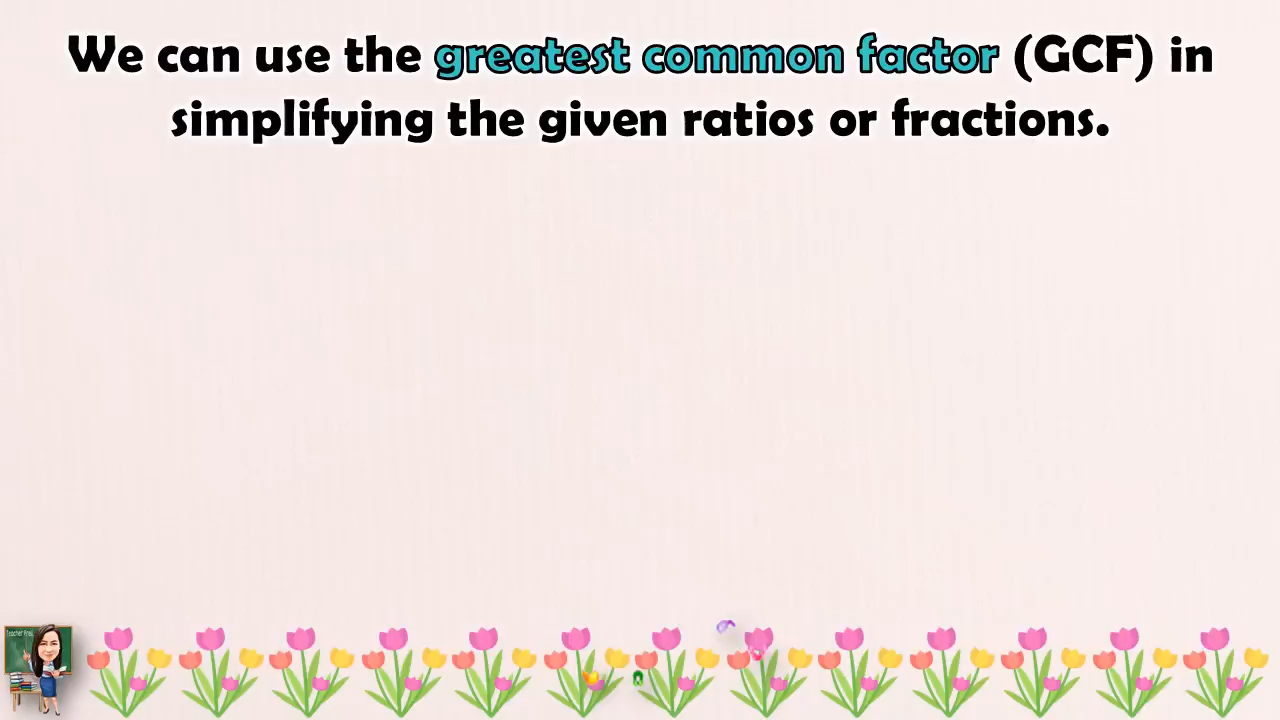 We can use the greatest common factor (GCF) in
simplifying the given ratios or fractions.